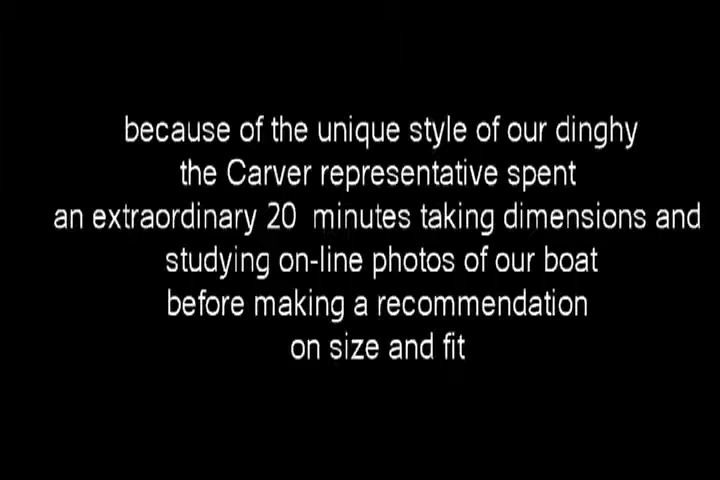 because of the unique style of our dinghy
the Carver representative spent
an extraordinary 20  minutes taking dimensions and
studying on-line photos of our boat
before making a recommendation
on size and fit